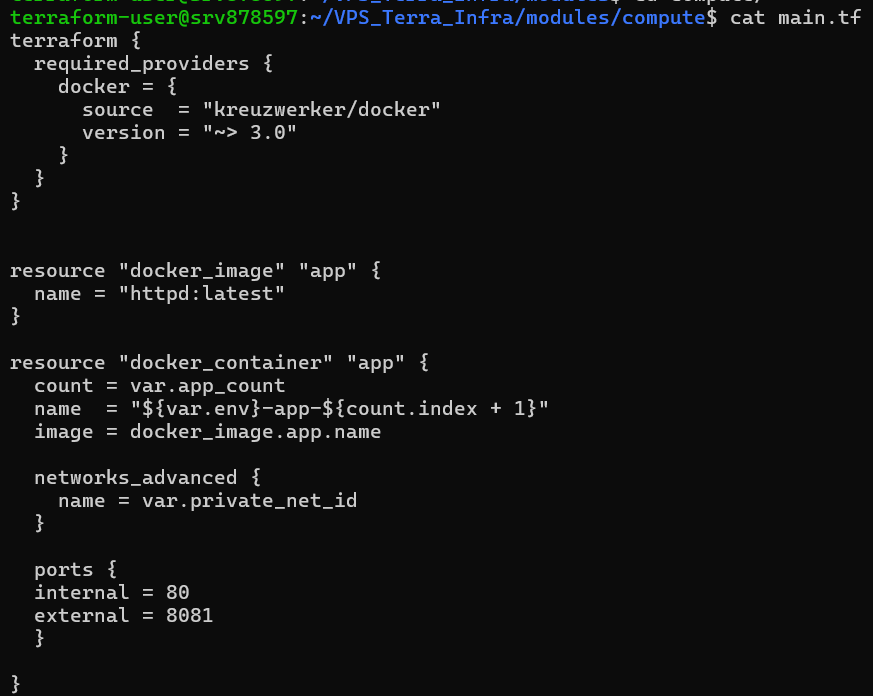 terraform-user@srv878597:~/VPS_Terra_Infra/modules/compute$ cat main.tf
terraform {
  required_providers {
    docker = {
      source  = "kreuzwerker/docker"
      version = "~> 3.0"
    }
  }
}


resource "docker_image" "app" {
  name = "httpd:latest"
}

resource "docker_container" "app" {
  count = var.app_count
  name  = "${var.env}-app-${count.index + 1}"
  image = docker_image.app.name

  networks_advanced {
    name = var.private_net_id
  }

  ports {
  internal = 80
  external = 8081
  }

}